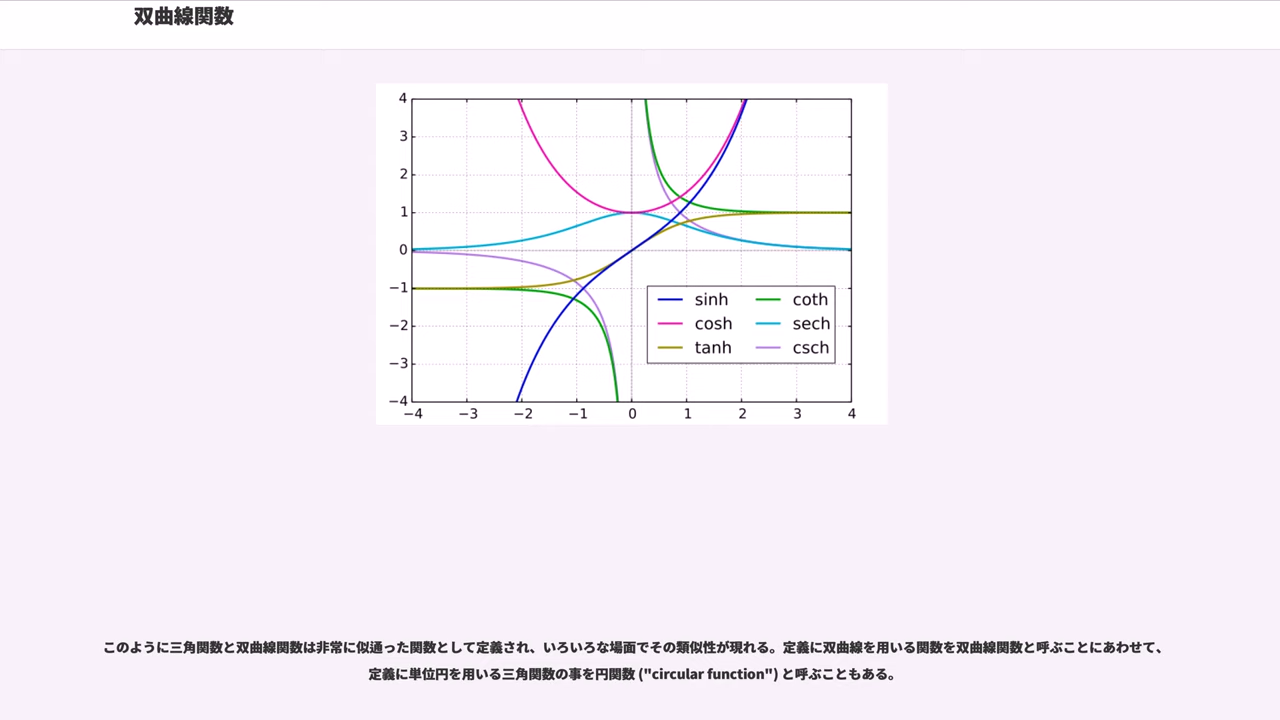 双曲線関数
4
3
2
1
0
−1
−2
−3
−4
−4 −3 −2 −1 0 1 2 3 4
sinh coth
cosh sech
tanh csch
このように三角関数と双曲線関数は非常に似通った関数として定義され、いろいろな場面でその類似性が現れる。定義に双曲線を用いる関数を双曲線関数と呼ぶことにあわせて、
定義に単位円を用いる三角関数の事を円関数 ("circular function") と呼ぶこともある。